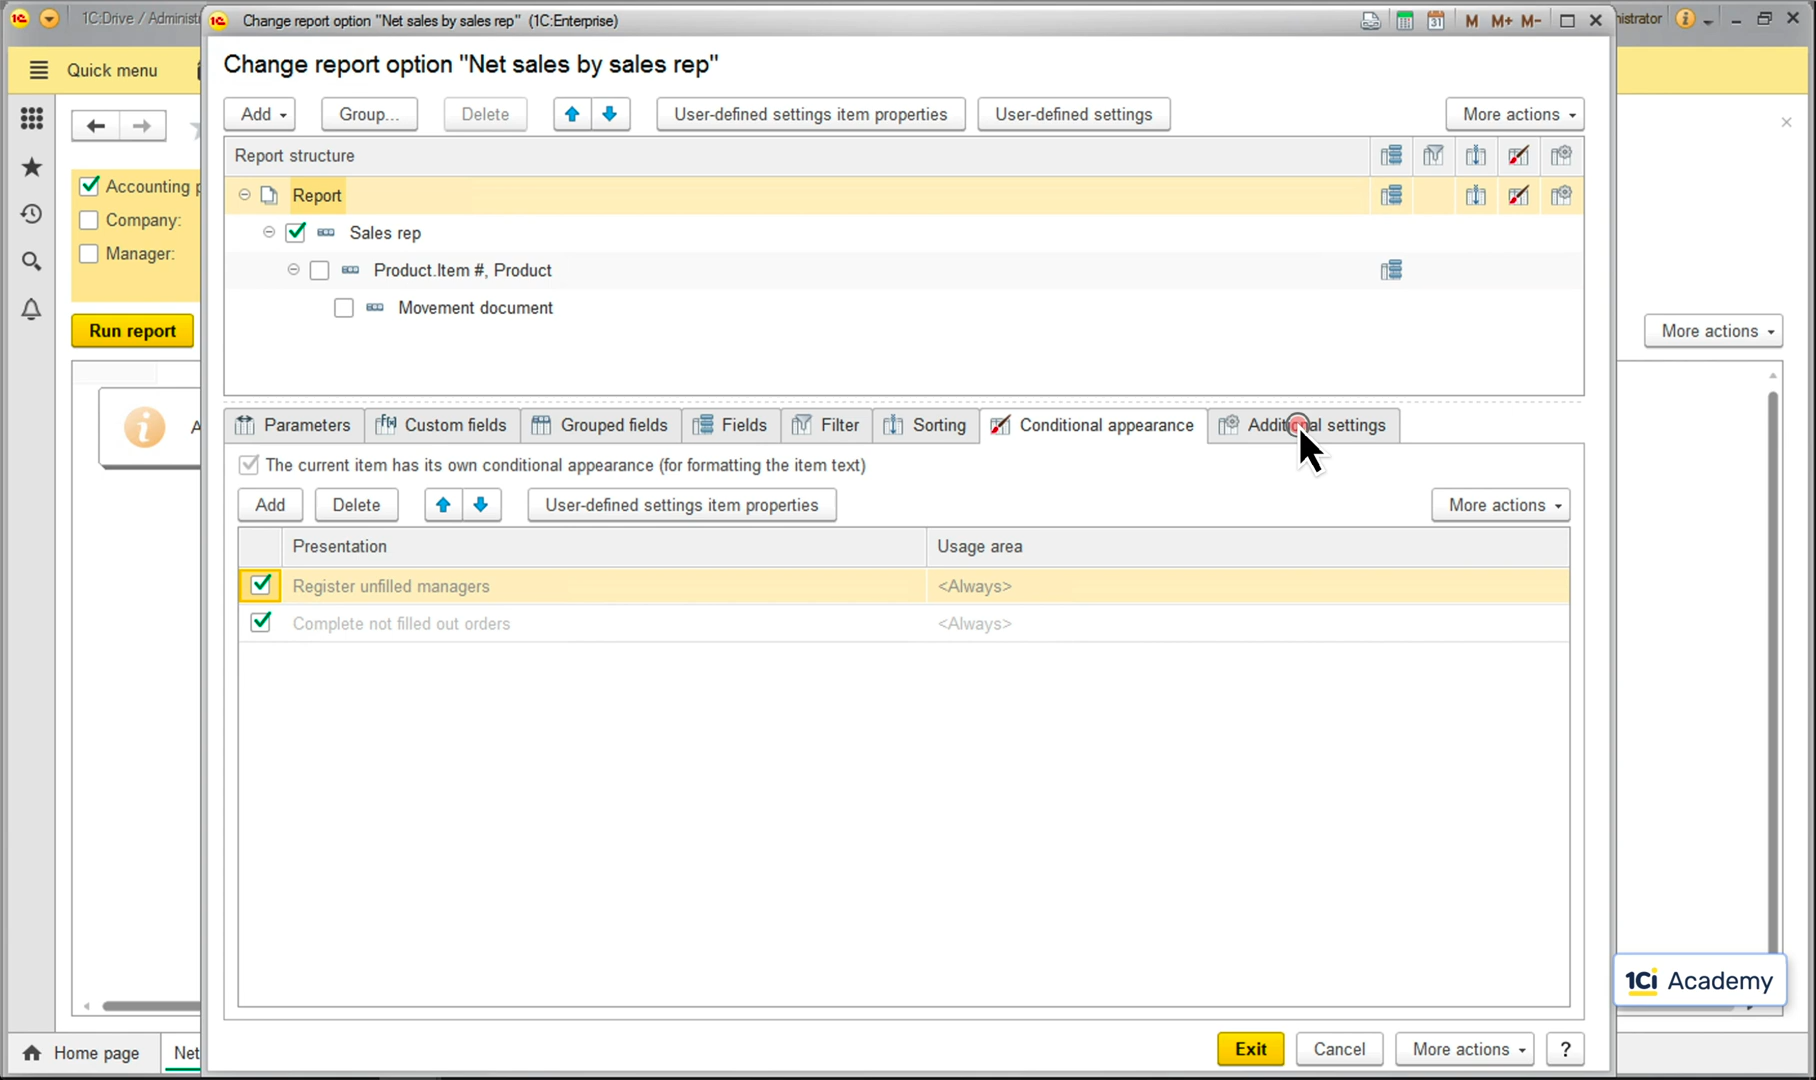 1C:Drive / Administ
Change report option "Net sales by sales rep" (1C:Enterprise)
M M+ M-
istrator
Quick menu
Change report option "Net sales by sales rep"
Add
Group...
Delete
User-defined settings item properties
User-defined settings
More actions
Report structure
Report
Sales rep
Product.Item #, Product
Movement document
Accounting p
Company:
Manager:
Run report
More actions
A
Parameters
Custom fields
Grouped fields
Fields
Filter
Sorting
Conditional appearance
Additional settings
The current item has its own conditional appearance (for formatting the item text)
Add
Delete
User-defined settings item properties
More actions
Presentation
Usage area
Register unfilled managers
<Always>
Complete not filled out orders
<Always>
1Ci Academy
Exit
Cancel
More actions
?
Home page
Net